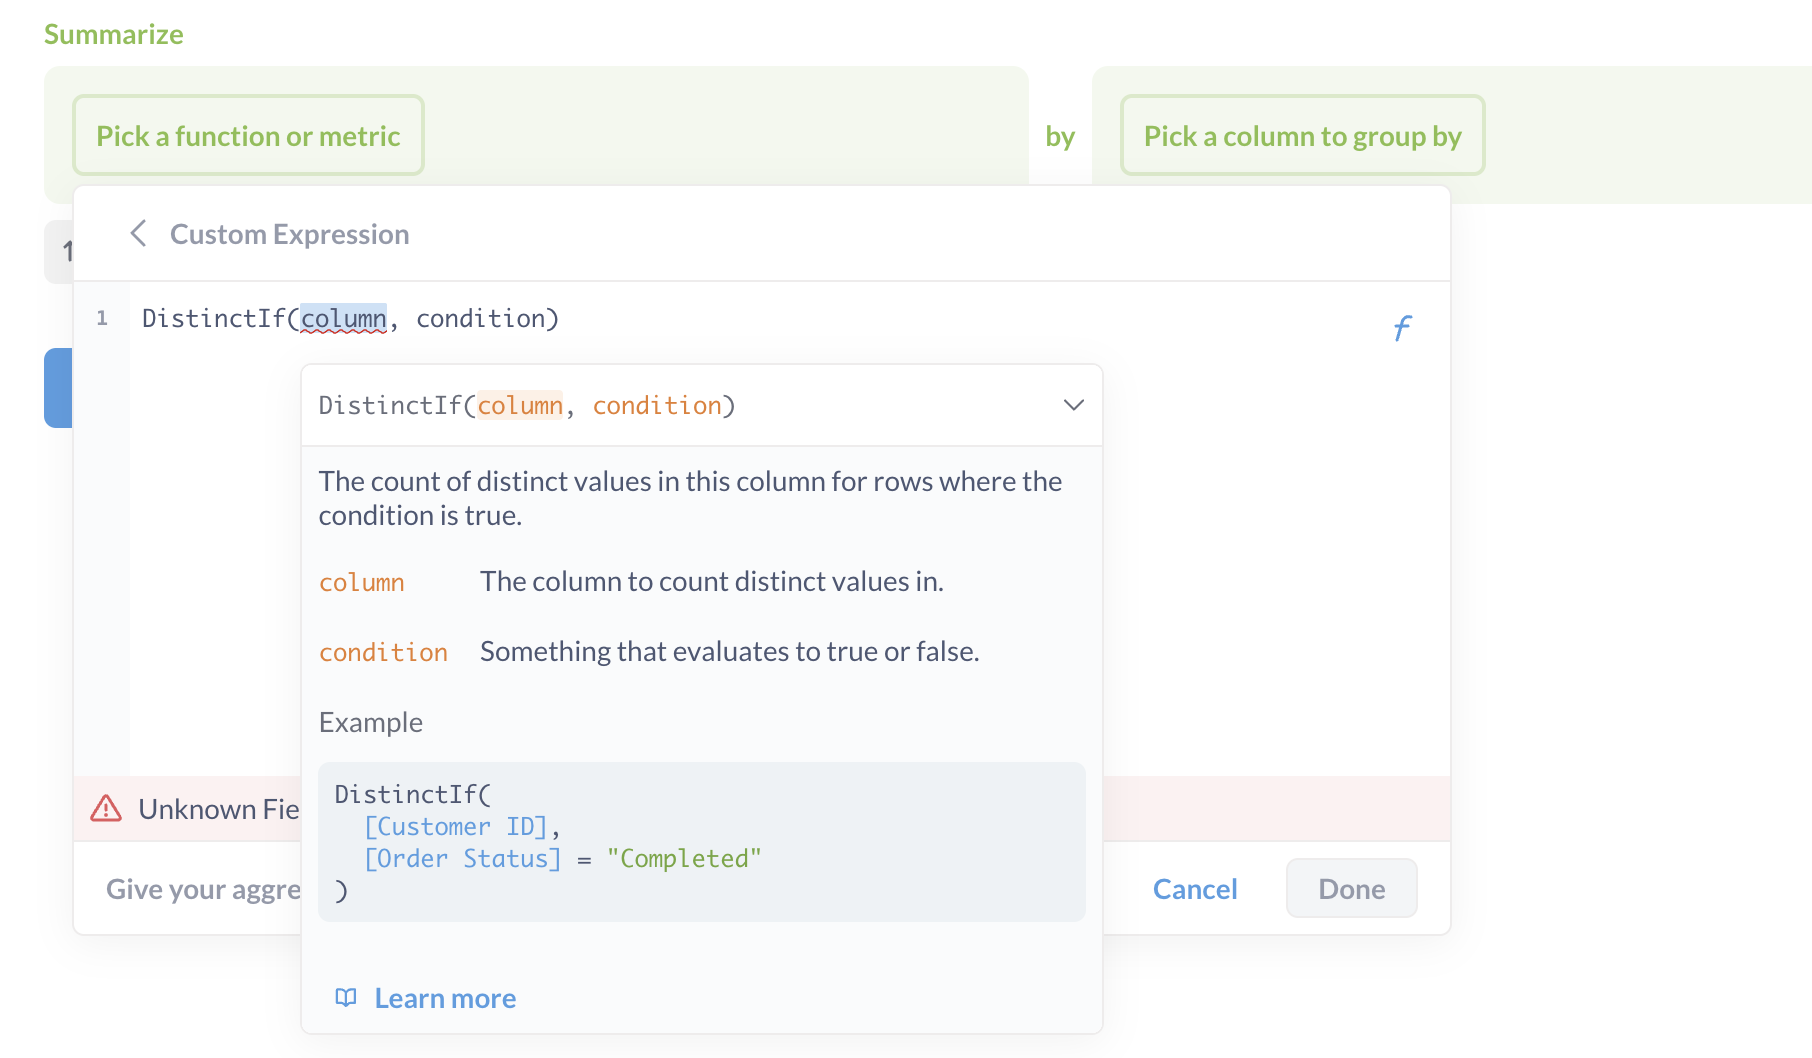 Summarize
Pick a function or metric
by
Pick a column to group by
Custom Expression
1 DistinctIf(column, condition)
f
DistinctIf(column, condition)
The count of distinct values in this column for rows where the
condition is true.
column The column to count distinct values in.
condition Something that evaluates to true or false.
Example
DistinctIf(
[Customer ID],
[Order Status] = "Completed"
)
Unknown Fie
Give your aggre
Cancel
Done
Learn more